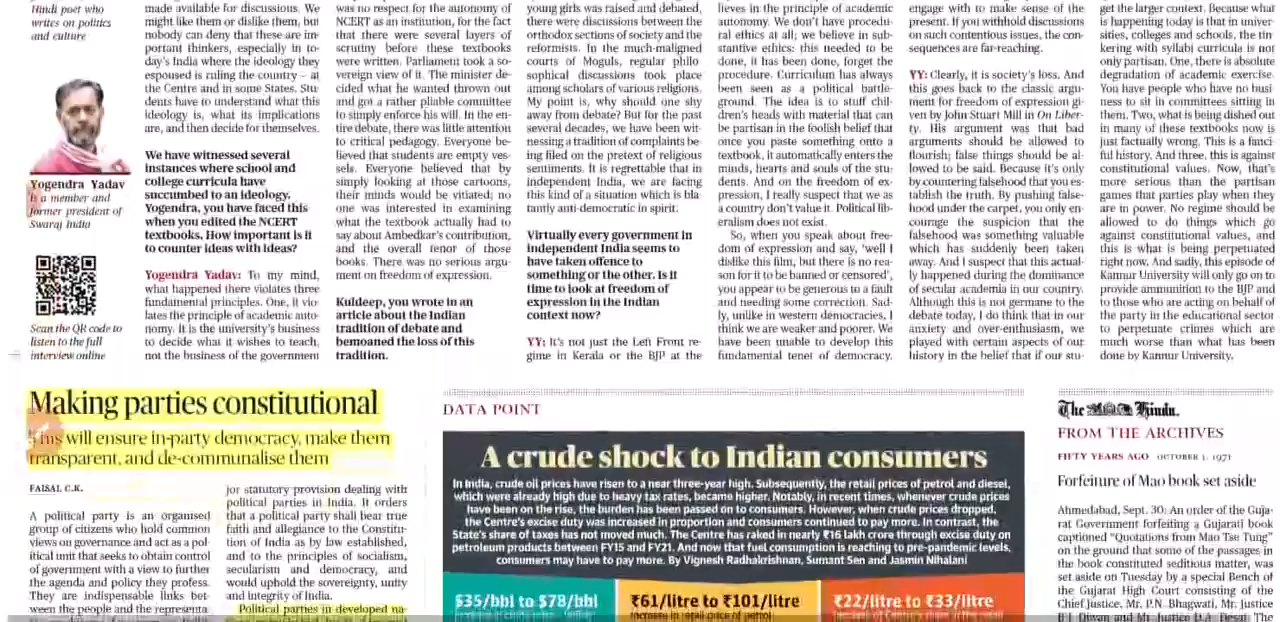 Hindi poet who
writes on politics
and culture
Yogendra Yadav
is a member and
former president of
Swaraj India
Scan the QR code to
listen to the full
interview online
made available for discussions. We
might like them or dislike them, but
nobody can deny that these are im-
portant thinkers, especially in to-
day's India where the ideology they
espoused is ruling the country – at
the Centre and in some States. Stu-
dents have to understand what this
ideology is, what its implications
are, and then decide for themselves.
We have witnessed several
instances where school and
college curricula have
succumbed to an ideology.
Yogendra, you have faced this
when you edited the NCERT
textbooks. How important is it
to counter ideas with ideas?
Yogendra Yadav: To my mind,
what happened there violates three
fundamental principles. One, it vio-
lates the principle of academic auto-
nomy. It is the university's business
to decide what it wishes to teach,
not the business of the government
was no respect for the autonomy of
NCERT as an institution, for the fact
that there were several layers of
scrutiny before these textbooks
were written. Parliament took a so-
vereign view of it. The minister de-
cided what he wanted thrown out
and got a rather pliable committee
to simply enforce his will. In the en-
tire debate, there was little attention
to critical pedagogy. Everyone be-
lieved that students are empty ves-
sels. Everyone believed that by
simply looking at those cartoons,
their minds would be vitiated; no
one was interested in examining
what the textbook actually had to
say about Ambedkar's contribution,
and the overall tenor of those
books. There was no serious argu-
ment on freedom of expression.
Kuldeep, you wrote in an
article about the Indian
tradition of debate and
bemoaned the loss of this
tradition.
young girls was raised and debated,
there were discussions between the
orthodox sections of society and the
reformists. In the much-maligned
courts of Moguls, regular philo-
sophical discussions took place
among scholars of various religions.
My point is, why should one shy
away from debate? But for the past
several decades, we have been wit-
nessing a tradition of complaints be-
ing filed on the pretext of religious
sentiments. It is regrettable that in
independent India, we are facing
this kind of a situation which is bla-
tantly anti-democratic in spirit.
Virtually every government in
independent India seems to
have taken offence to
something or the other. Is it
time to look at freedom of
expression in the Indian
context now?
YY: It's not just the Left Front re-
gime in Kerala or the BJP at the
lieves in the principle of academic
autonomy. We don't have procedu-
ral ethics at all; we believe in sub-
stantive ethics: this needed to be
done, it has been done, forget the
procedure. Curriculum has always
been seen as a political battle-
ground. The idea is to stuff chil-
dren's heads with material that can
be partisan in the foolish belief that
once you paste something onto a
textbook, it automatically enters the
minds, hearts and souls of the stu-
dents. And on the freedom of ex-
pression, I really suspect that we as
a country don't value it. Political lib-
eralism does not exist.
So, when you speak about free-
dom of expression and say, 'well I
dislike this film, but there is no rea-
son for it to be banned or censored',
you appear to be generous to a fault
and needing some correction. Sad-
ly, unlike in western democracies, I
think we are weaker and poorer. We
have been unable to develop this
fundamental tenet of democracy.
engage with to make sense of the
present. If you withhold discussions
on such contentious issues, the con-
sequences are far-reaching.
YY: Clearly, it is society's loss. And
this goes back to the classic argu-
ment for freedom of expression gi-
ven by John Stuart Mill in On Liber-
ty. His argument was that bad
arguments should be allowed to
flourish; false things should be al-
lowed to be said. Because it's only
by countering falsehood that you es-
tablish the truth. By pushing false-
hood under the carpet, you only en-
courage the suspicion that the
falsehood was something valuable
which has suddenly been taken
away. And I suspect that this actual-
ly happened during the dominance
of secular academia in our country.
Although this is not germane to the
debate today, I do think that in our
anxiety and over-enthusiasm, we
played with certain aspects of our
history in the belief that if our stu-
get the larger context. Because what
is happening today is that in univer-
sities, colleges and schools, the tin-
kering with syllabi curricula is not
only partisan. One, there is absolute
degradation of academic exercise.
You have people who have no busi-
ness to sit in committees sitting in
them. Two, what is being dished out
in many of these textbooks now is
just factually wrong. This is a fanci-
ful history. And three, this is against
constitutional values. Now, that's
more serious than the partisan
games that parties play when they
are in power. No regime should be
allowed to do things which go
against constitutional values, and
this is what is being perpetuated
right now. And sadly, this episode of
Kannur University will only go on to
provide ammunition to the BJP and
to those who are acting on behalf of
the party in the educational sector
to perpetuate crimes which are
much worse than what has been
done by Kannur University.
Making parties constitutional
This will ensure in-party democracy, make them
transparent, and de-communalise them
FAISAL C.K.
A political party is an organised
group of citizens who hold common
views on governance and act as a pol-
itical unit that seeks to obtain control
of government with a view to further
the agenda and policy they profess.
They are indispensable links bet-
ween the people and the representa
jor statutory provision dealing with
political parties in India. It orders
that a political party shall bear true
faith and allegiance to the Constitu-
tion of India as by law established,
and to the principles of socialism,
secularism and democracy, and
would uphold the sovereignty, unity
and integrity of India.
Political parties in developed na-
DATA POINT
A crude shock to Indian consumers
In India, crude oil prices have risen to a near three-year high. Subsequently, the retail prices of petrol and diesel,
which were already high due to heavy tax rates, became higher. Notably, in recent times, whenever crude prices
have been on the rise, the burden has been passed on to consumers. However, when crude prices dropped,
the Centre's excise duty was increased in proportion and consumers continued to pay more. In contrast, the
State's share of taxes has not moved much. The Centre has raked in nearly ₹16 lakh crore through excise duty on
petroleum products between FY15 and FY21. And now that fuel consumption is reaching to pre-pandemic levels,
consumers may have to pay more. By Vignesh Radhakrishnan, Sumant Sen and Jasmin Nihalani
$35/bbl to $78/bbl
₹61/litre to ₹101/litre
increase in retail price of petrol
₹22/litre to ₹33/litre
The Hindu.
FROM THE ARCHIVES
FIFTY YEARS AGO OCTOBER 1, 1971
Forfeiture of Mao book set aside
Ahmedabad, Sept. 30: An order of the Guja-
rat Government forfeiting a Gujarati book
captioned "Quotations from Mao Tse Tung"
on the ground that some of the passages in
the book constituted seditious matter, was
set aside on Tuesday by a special Bench of
the Gujarat High Court consisting of the
Chief Justice, Mr. P.N. Bhagwati, Mr. Justice
B.J. Diwan and Mr. Justice D.A. Desai. The